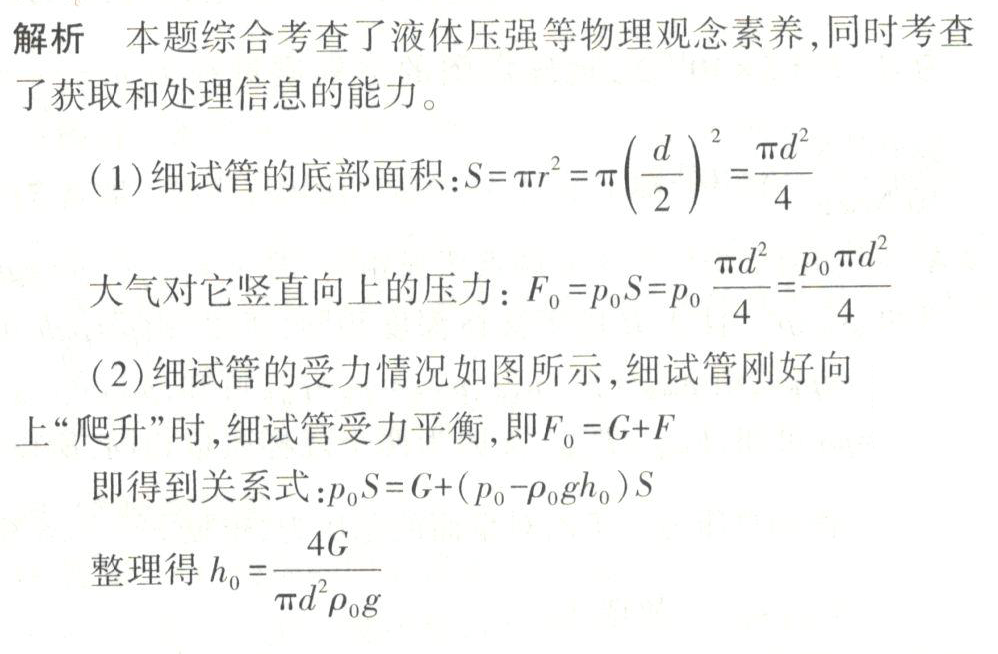 解析 本题综合考查了液体压强等物理观念素养,同时考查
了获取和处理信息的能力。
(1)细试管的底部面积:S=πr²=π(d/2)²=πd²/4
大气对它竖直向上的压力:F₀=p₀S=p₀ πd²/4=p₀πd²/4
(2)细试管的受力情况如图所示,细试管刚好向
上“爬升”时,细试管受力平衡,即F₀=G+F
即得到关系式:p₀S=G+(p₀-ρ₀gh₀)S
整理得 h₀=4G/πd²ρ₀g